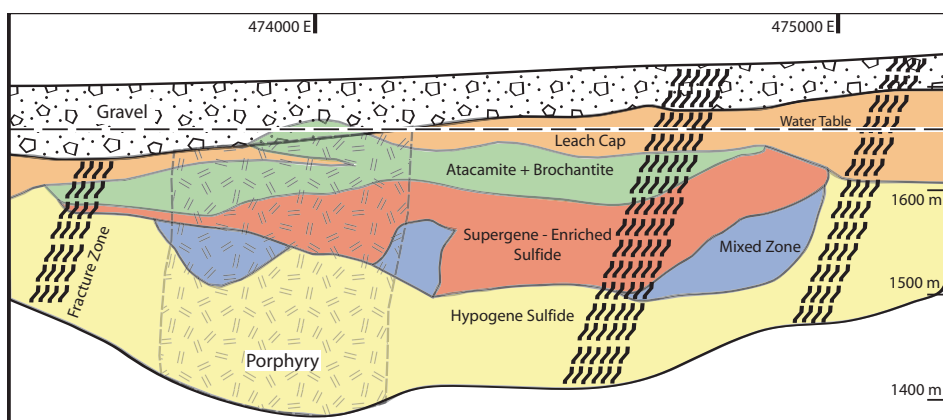 474000 E
475000 E
Gravel
Water Table
Leach Cap
Atacamite + Brochantite
1600 m
Supergene - Enriched
Sulfide
Mixed Zone
Fracture Zone
1500 m
Hypogene Sulfide
Porphyry
1400 m